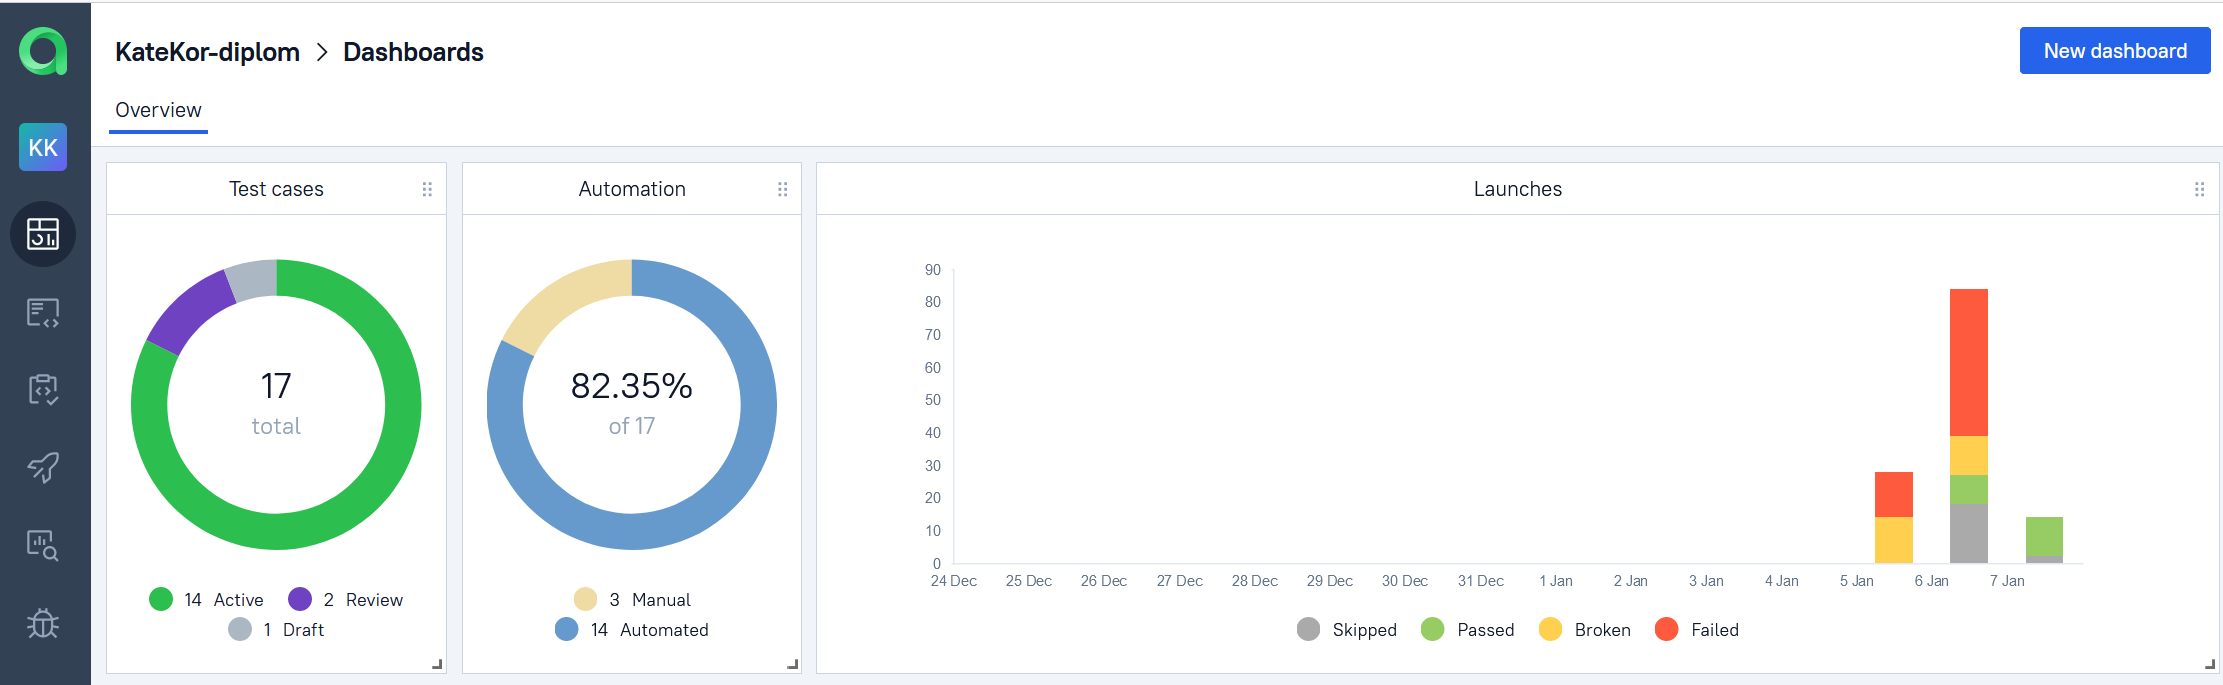 KateKor-diplom > Dashboards
New dashboard
Overview
KK
Test cases
17
total
14 Active 2 Review
1 Draft
Automation
82.35%
of 17
3 Manual
14 Automated
Launches
90
80
70
60
50
40
30
20
10
0
24 Dec 25 Dec 26 Dec 27 Dec 28 Dec 29 Dec 30 Dec 31 Dec 1 Jan 2 Jan 3 Jan 4 Jan 5 Jan 6 Jan 7 Jan
Skipped Passed Broken Failed